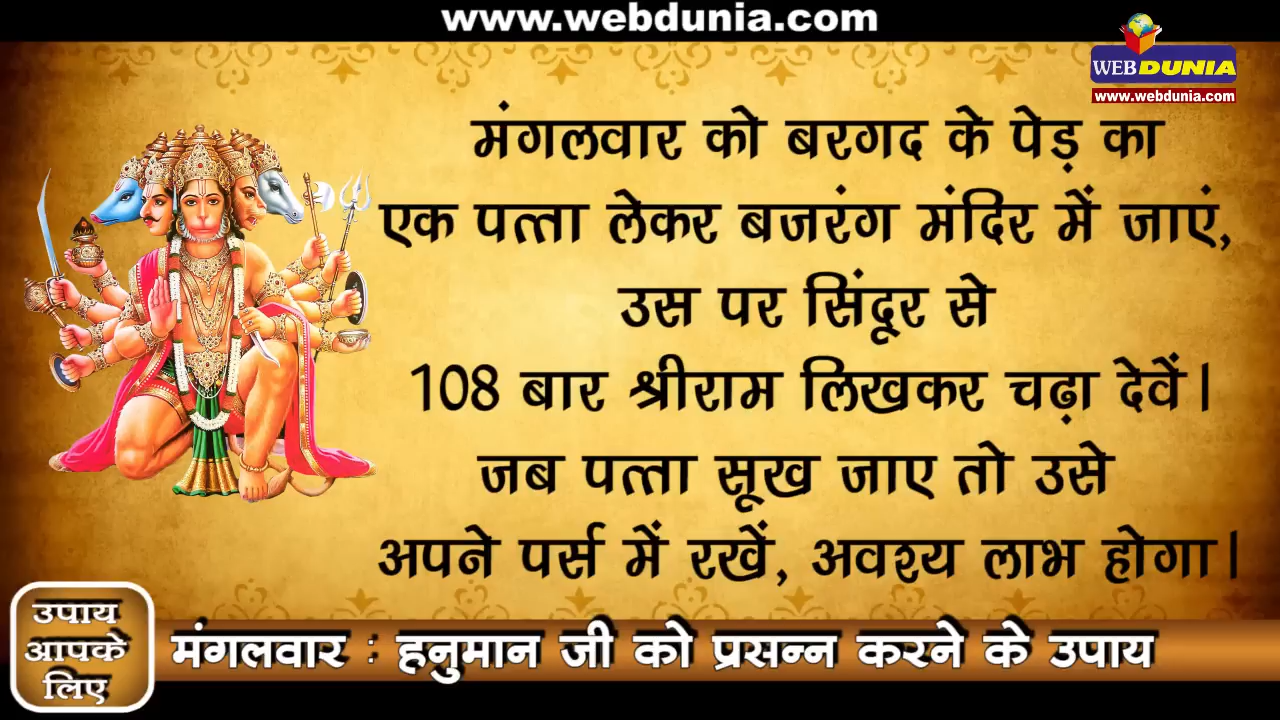 www.webdunia.com
WEBDUNIA
www.webdunia.com
मंगलवार को बरगद के पेड़ का
एक पत्ता लेकर बजरंग मंदिर में जाएं,
उस पर सिंदूर से
108 बार श्रीराम लिखकर चढ़ा देवें।
जब पत्ता सूख जाए तो उसे
अपने पर्स में रखें, अवश्य लाभ होगा।
उपाय
आपके
लिए
मंगलवार : हनुमान जी को प्रसन्न करने के उपाय